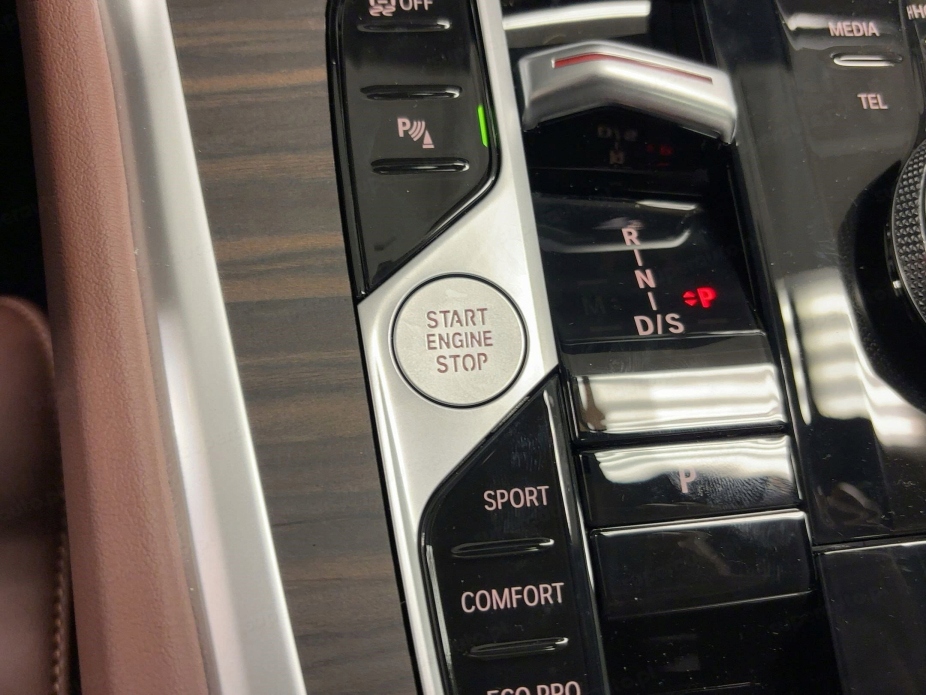 OFF
MEDIA
TEL
P
R
N
D/S
P
START
ENGINE
STOP
P
SPORT
COMFORT
ECO PRO